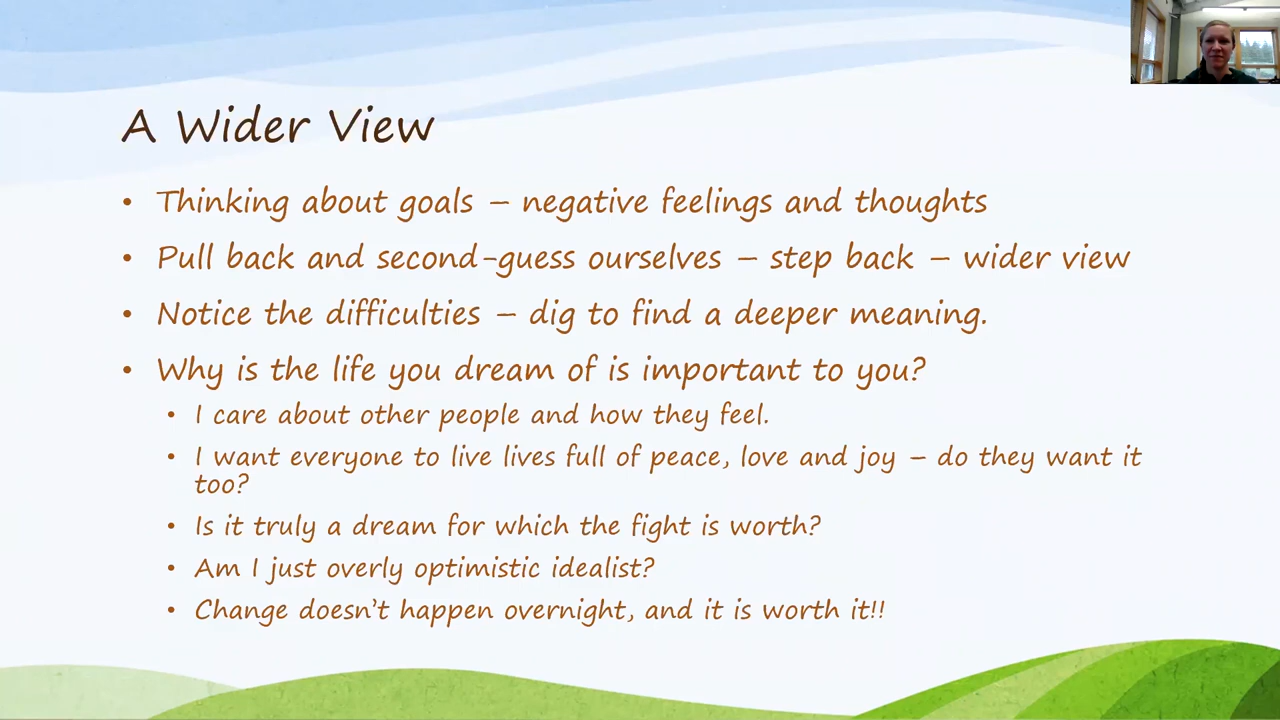 A Wider View
• Thinking about goals – negative feelings and thoughts
• Pull back and second-guess ourselves – step back – wider view
• Notice the difficulties – dig to find a deeper meaning.
• Why is the life you dream of is important to you?
• I care about other people and how they feel.
• I want everyone to live lives full of peace, love and joy – do they want it
too?
• Is it truly a dream for which the fight is worth?
• Am I just overly optimistic idealist?
• Change doesn't happen overnight, and it is worth it!!